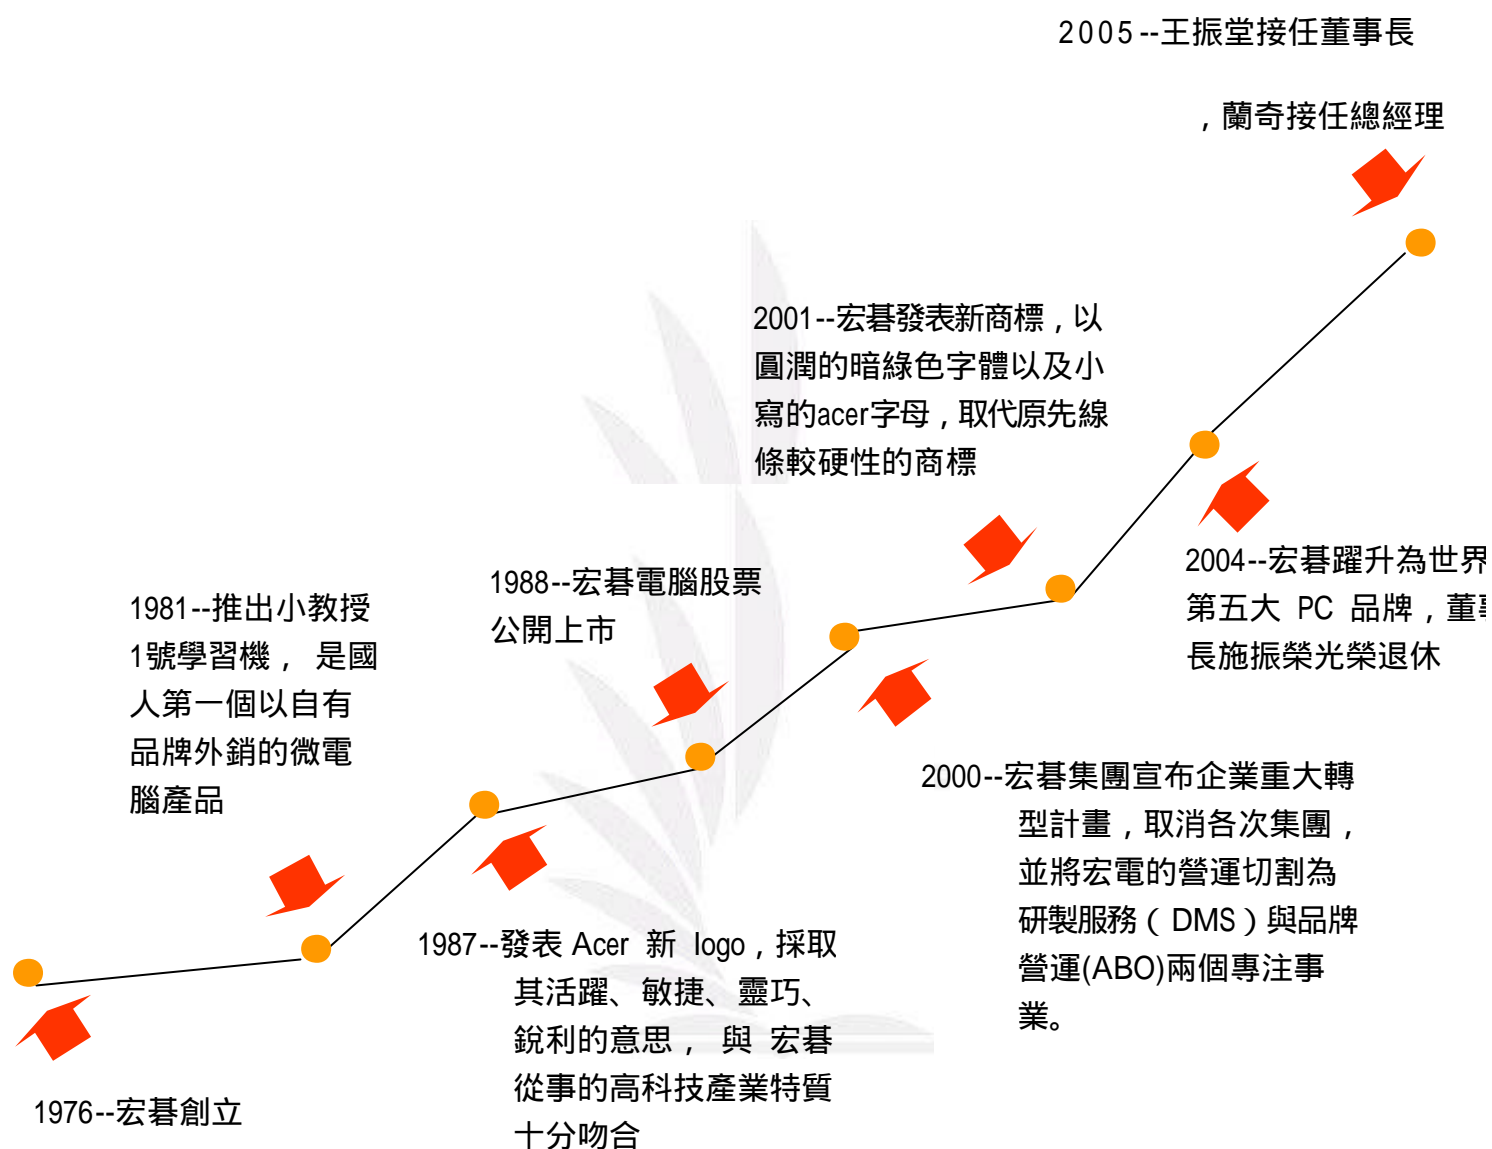 2005--王振堂接任董事長
，蘭奇接任總經理
2001--宏碁發表新商標，以
圓潤的暗綠色字體以及小
寫的acer字母，取代原先線
條較硬性的商標
2004--宏碁躍升為世界
第五大 PC 品牌，董事
長施振榮光榮退休
1988--宏碁電腦股票
公開上市
1981--推出小教授
1號學習機， 是國
人第一個以自有
品牌外銷的微電
腦產品
2000--宏碁集團宣布企業重大轉
型計畫，取消各次集團，
並將宏電的營運切割為
研製服務（DMS）與品牌
營運(ABO)兩個專注事
業。
1987--發表 Acer 新 logo，採取
其活躍、敏捷、靈巧、
銳利的意思， 與 宏碁
從事的高科技產業特質
十分吻合
1976--宏碁創立